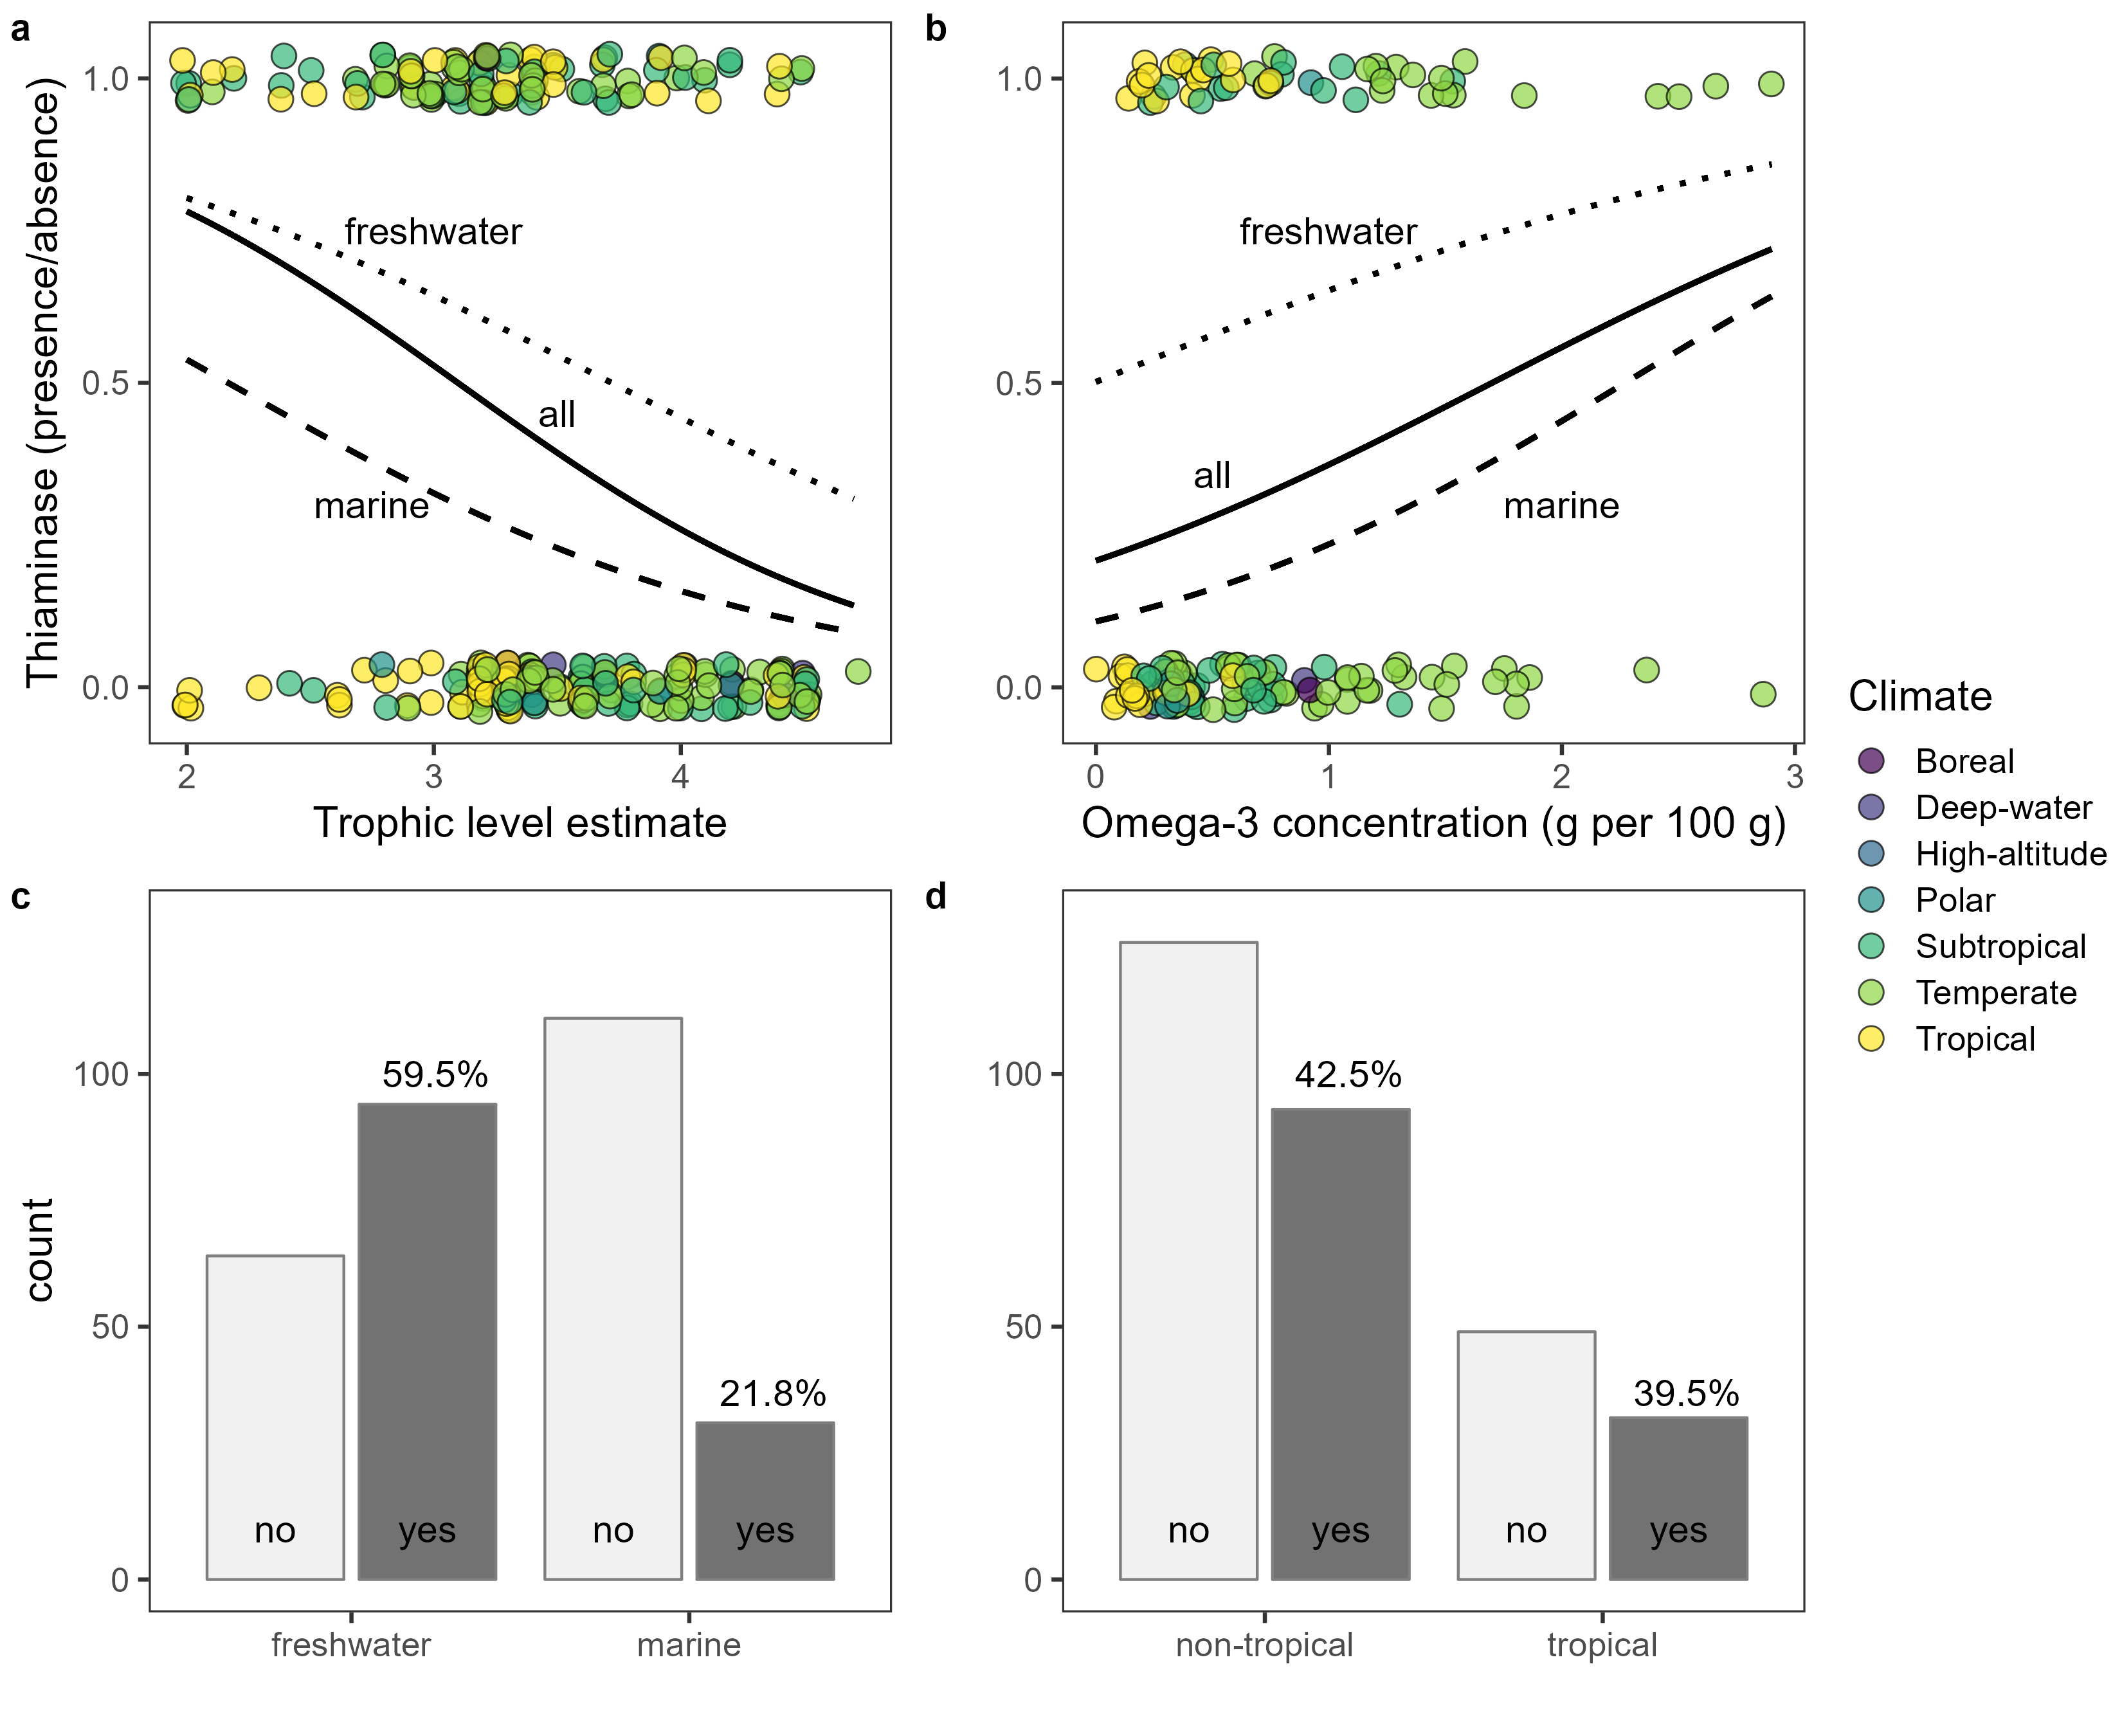 a
b
Thiaminase (presence/absence)
1.0
0.5
0.0
freshwater
all
marine
2
3
4
Trophic level estimate
1.0
0.5
0.0
freshwater
all
marine
0
1
2
3
Omega-3 concentration (g per 100 g)
Climate
Boreal
Deep-water
High-altitude
Polar
Subtropical
Temperate
Tropical
c
count
100
50
0
59.5%
21.8%
no
yes
no
yes
freshwater
marine
d
100
50
0
42.5%
39.5%
no
yes
no
yes
non-tropical
tropical